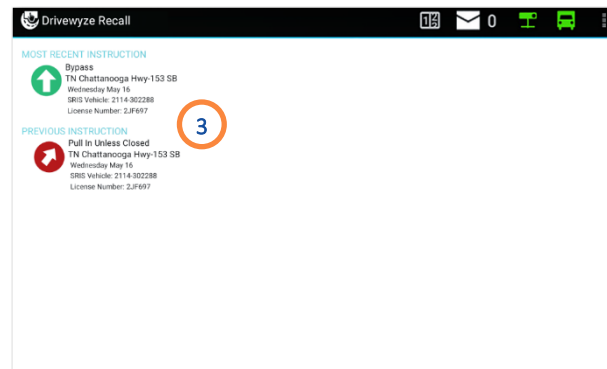 Drivewyze Recall
0
MOST RECENT INSTRUCTION
Bypass
TN Chattanooga Hwy-153 SB
Wednesday May 16
SRIS Vehicle: 2114-302288
License Number: 2JF697
3
PREVIOUS INSTRUCTION
Pull In Unless Closed
TN Chattanooga Hwy-153 SB
Wednesday May 16
SRIS Vehicle: 2114-302288
License Number: 2JF697